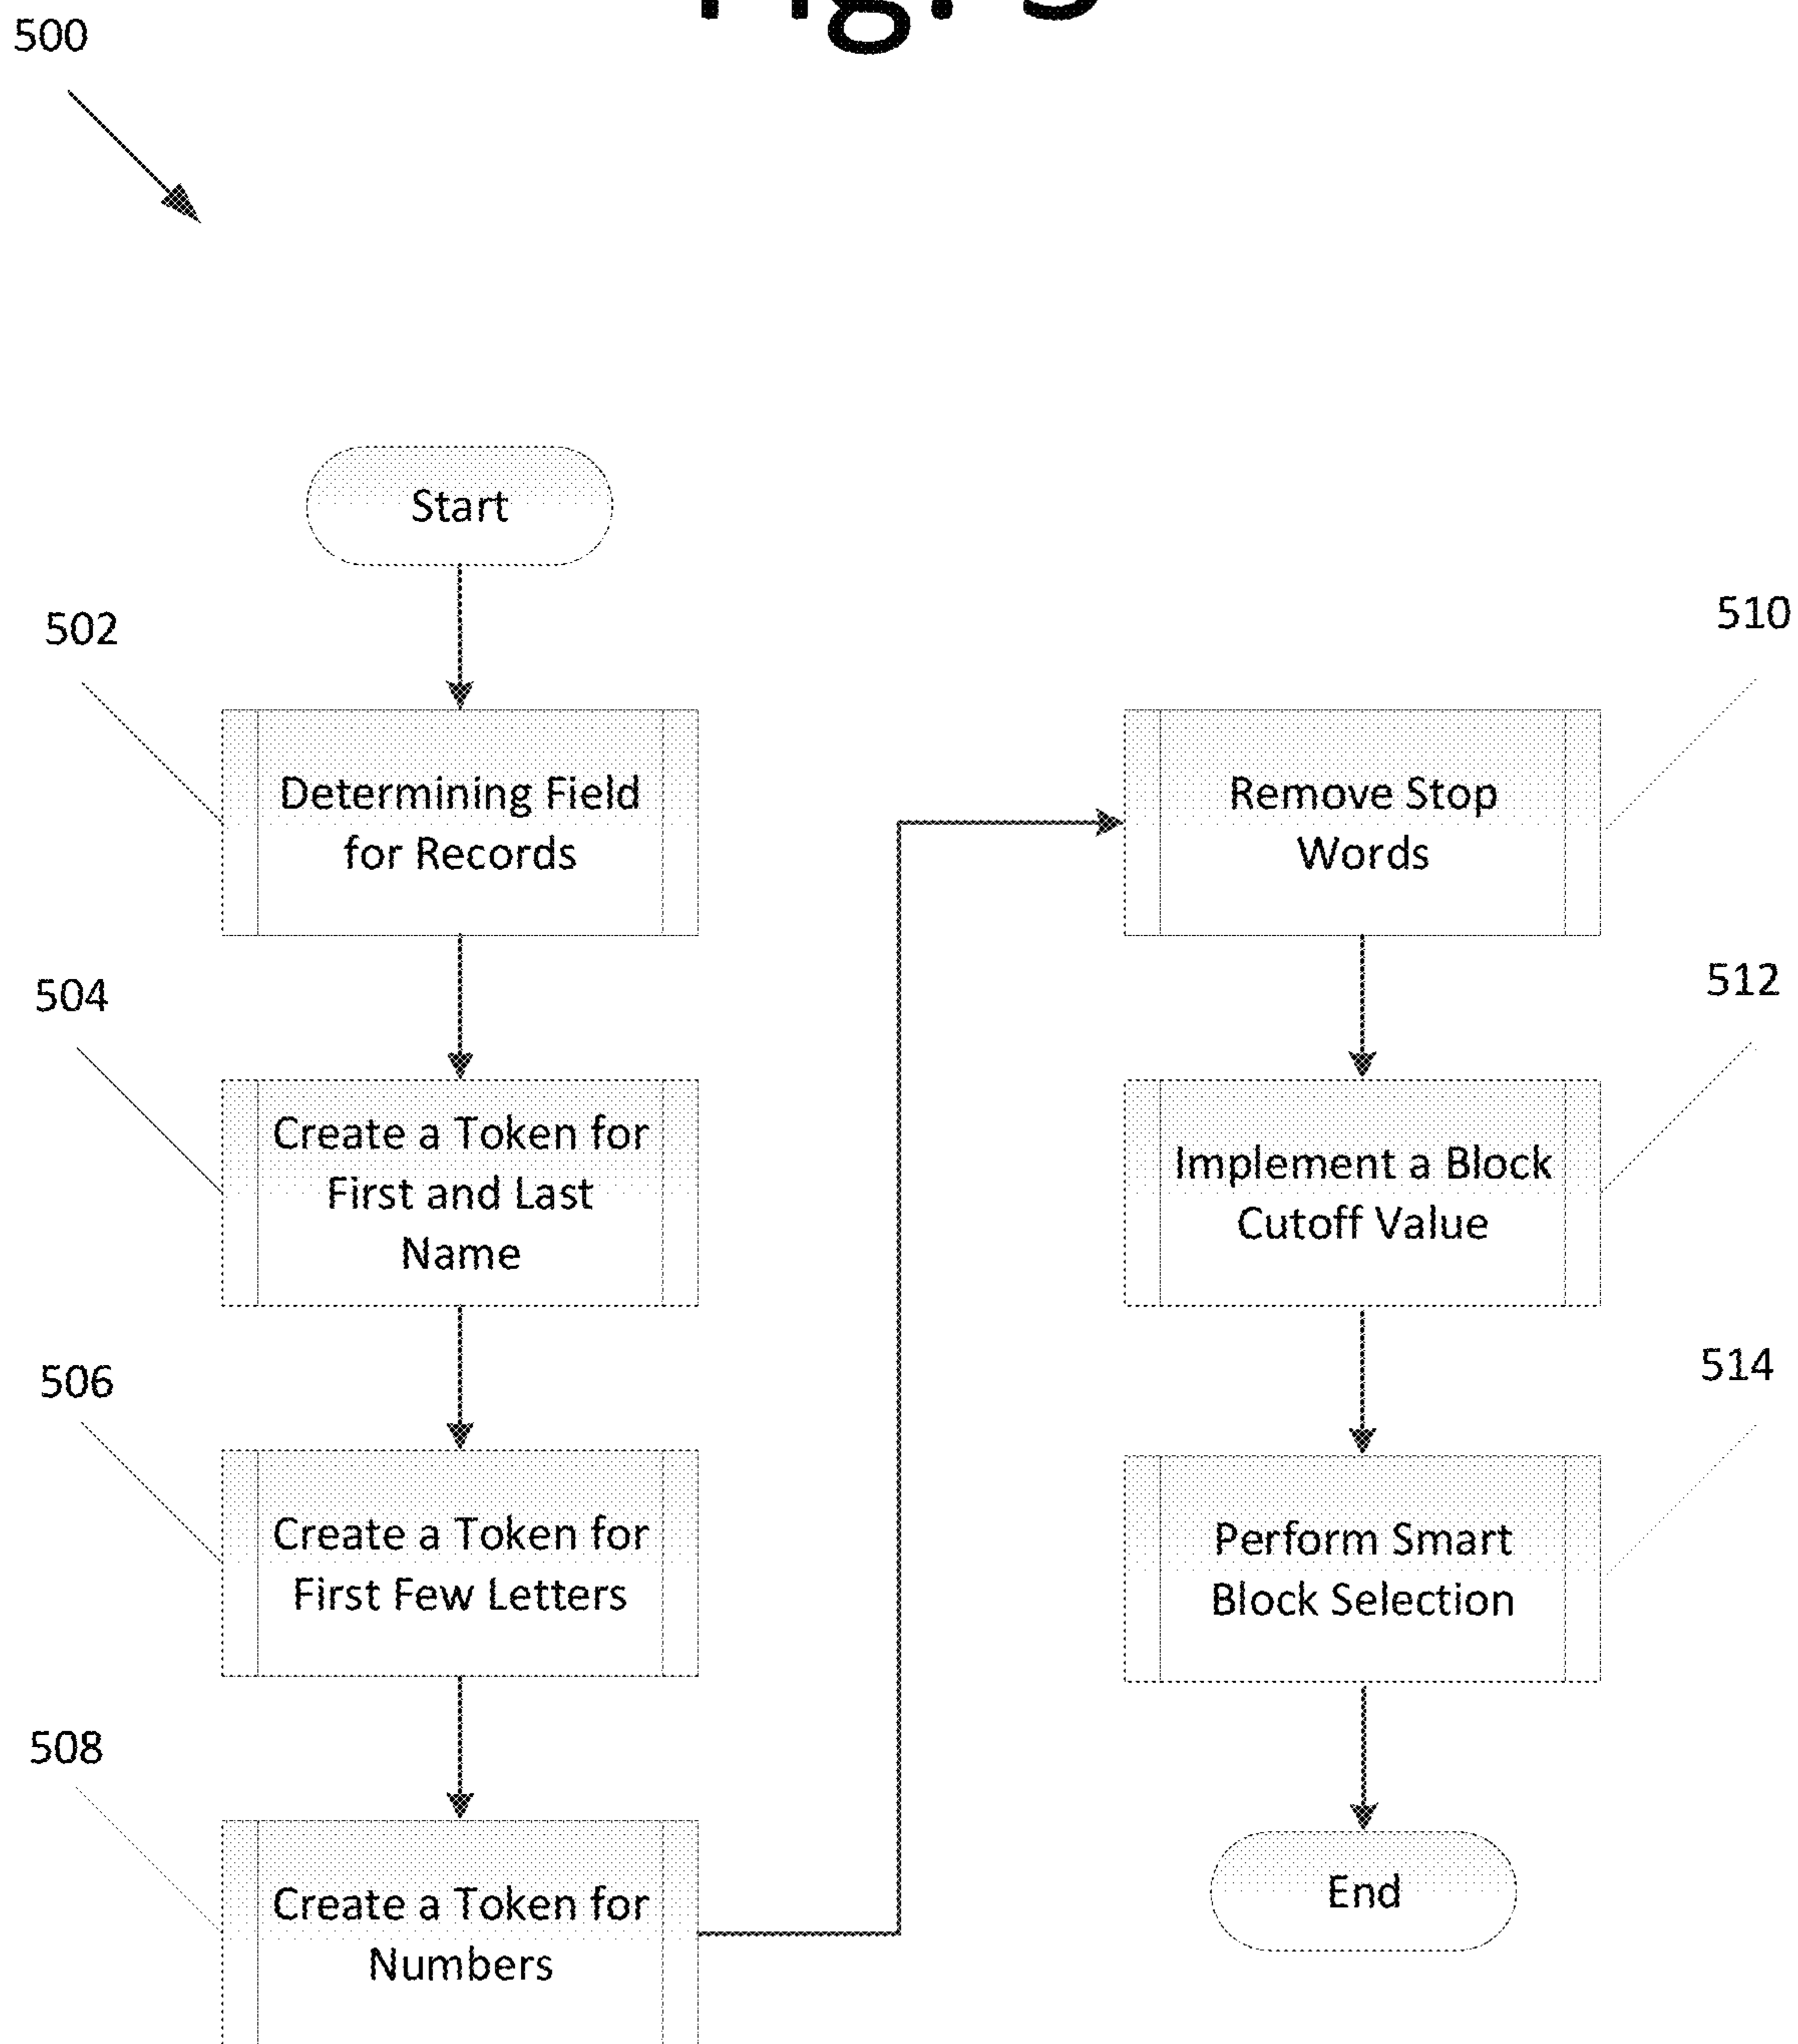 Fig. 5
500
Start
502
Determining Field
for Records
504
Create a Token for
First and Last
Name
506
Create a Token for
First Few Letters
508
Create a Token for
Numbers
510
Remove Stop
Words
512
Implement a Block
Cutoff Value
514
Perform Smart
Block Selection
End